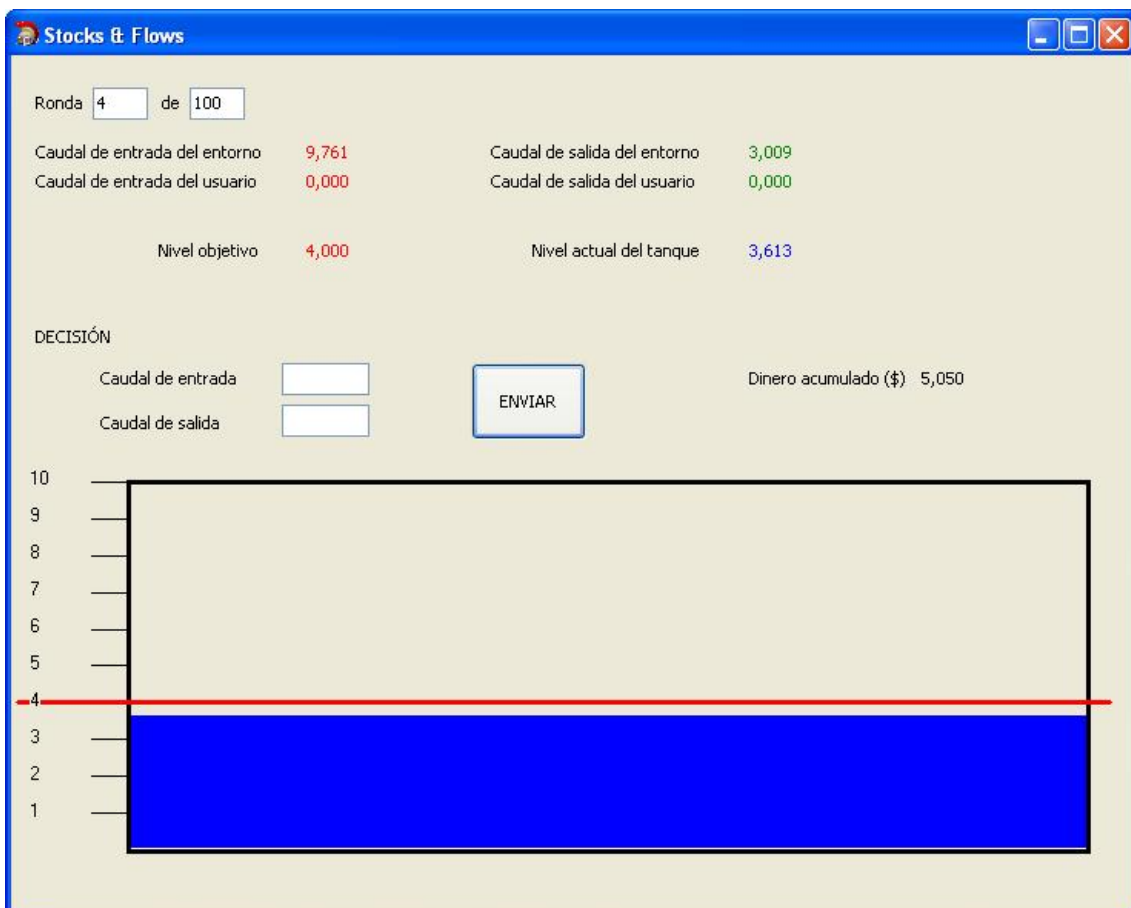 Stocks & Flows
Ronda 4 de 100
Caudal de entrada del entorno 9,761 Caudal de salida del entorno 3,009
Caudal de entrada del usuario 0,000 Caudal de salida del usuario 0,000
Nivel objetivo 4,000 Nivel actual del tanque 3,613
DECISIÓN
Caudal de entrada
ENVIAR
Dinero acumulado ($) 5,050
Caudal de salida
10
9
8
7
6
5
4
3
2
1